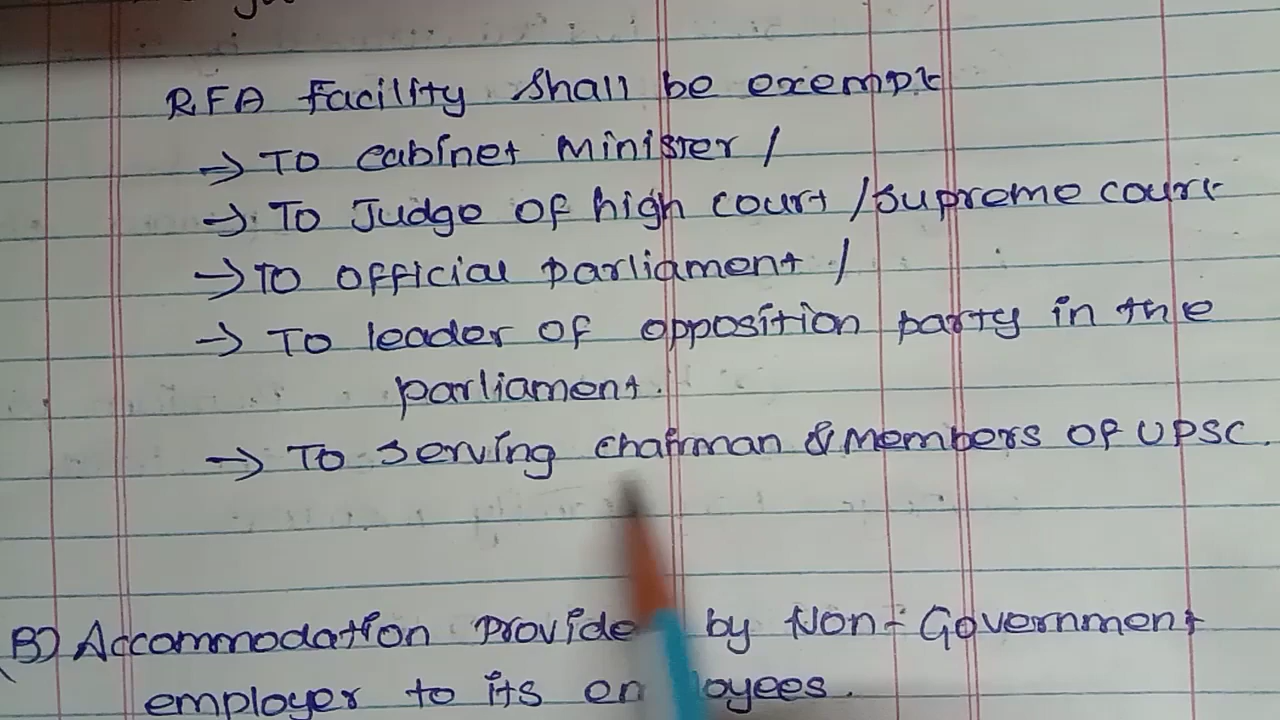 RFA Facility Shall be exempt
→ To cabinet Minister /
→ To Judge of high court / Supreme court
→ To official parliament /
→ To leader of opposition party in the
parliament.
→ To serving chairman & Members of UPSC.
B) Accommodation provide by Non-Government
employer to its employees.